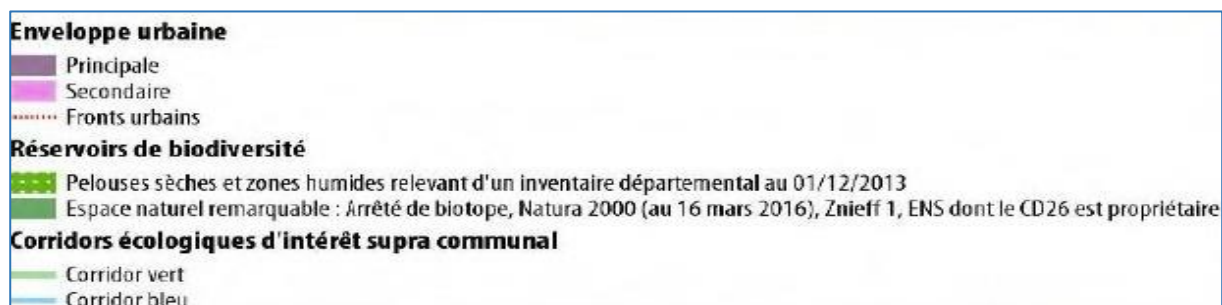 Enveloppe urbaine
Principale
Secondaire
Fronts urbains
Réservoirs de biodiversité
Pelouses sèches et zones humides relevant d'un inventaire départemental au 01/12/2013
Espace naturel remarquable : Arrêté de biotope, Natura 2000 (au 16 mars 2016), Znieff 1, ENS dont le CD26 est propriétaire
Corridors écologiques d'intérêt supra communal
Corridor vert
Corridor bleu